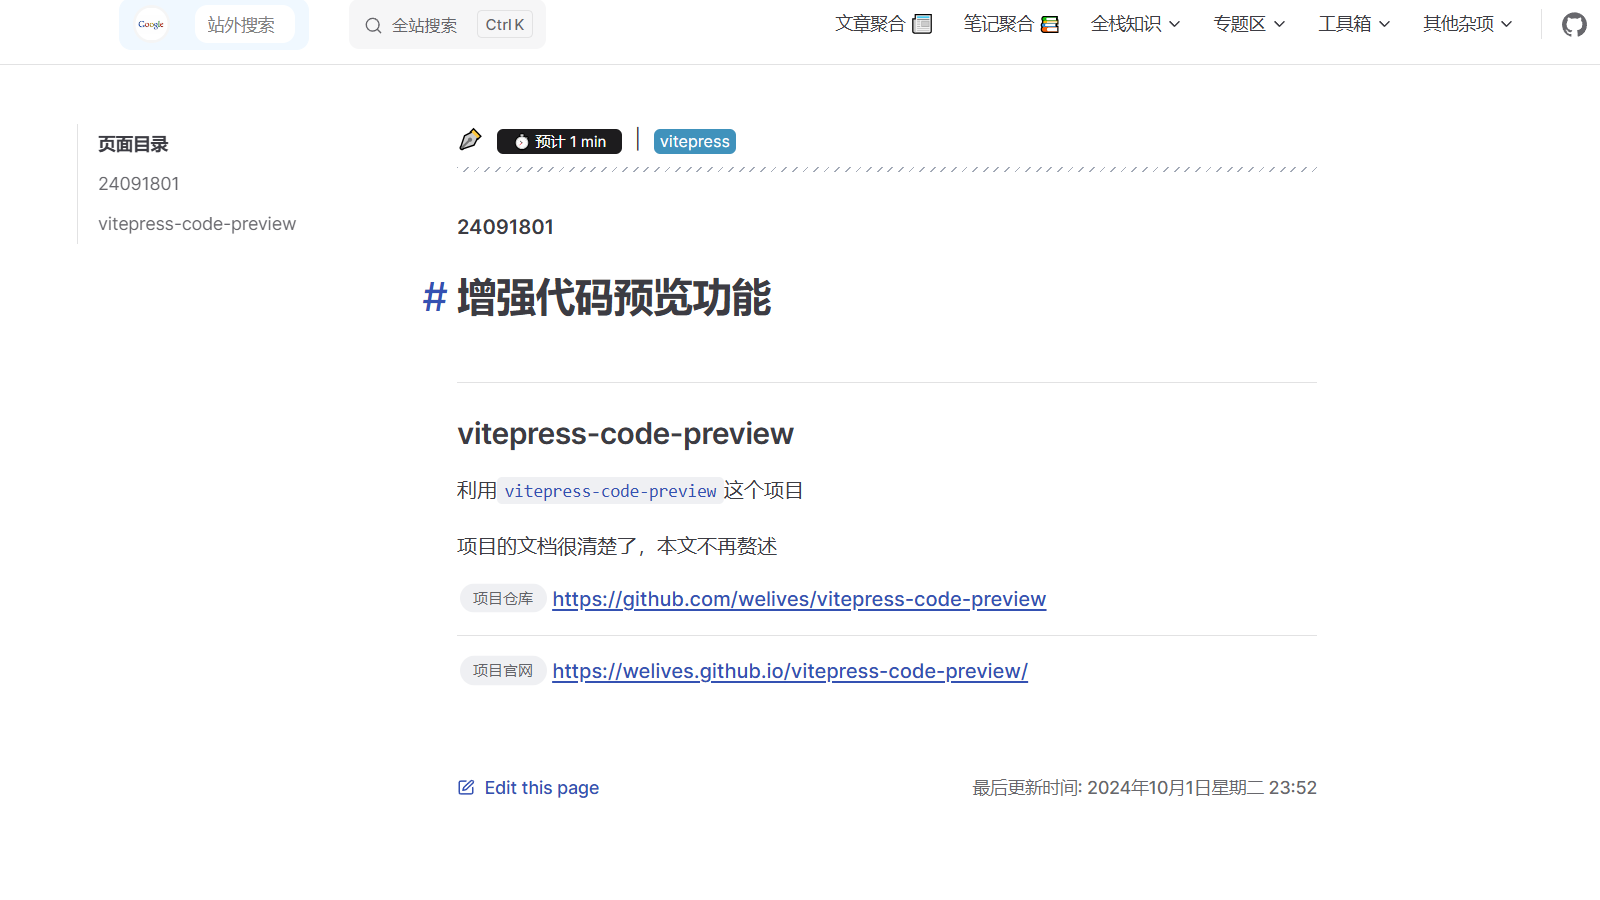 Google 站外搜索 全站搜索 Ctrl K 文章聚合 笔记聚合 全栈知识 专题区 工具箱 其他杂项
页面目录
24091801
vitepress-code-preview
预计 1 min vitepress
24091801
# 增强代码预览功能
vitepress-code-preview
利用 vitepress-code-preview 这个项目
项目的文档很清楚了，本文不再赘述
项目仓库 https://github.com/welives/vitepress-code-preview
项目官网 https://welives.github.io/vitepress-code-preview/
Edit this page 最后更新时间: 2024年10月1日星期二 23:52